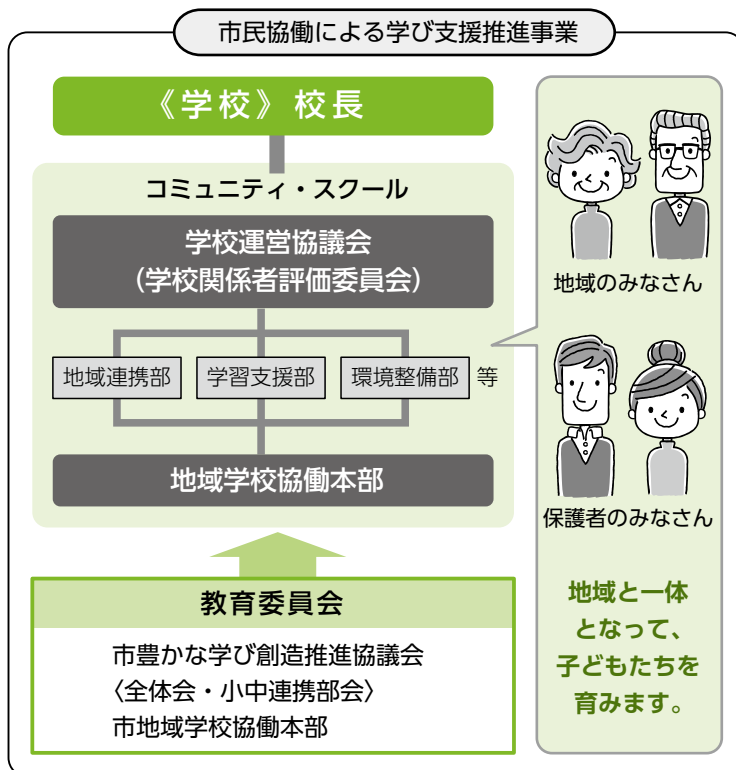 市民協働による学び支援推進事業
《学校》校長
コミュニティ・スクール
学校運営協議会
(学校関係者評価委員会)
地域連携部
学習支援部
環境整備部
等
地域学校協働本部
教育委員会
市豊かな学び創造推進協議会
〈全体会・小中連携部会〉
市地域学校協働本部
地域のみなさん
保護者のみなさん
地域と一体
となって、
子どもたちを
育みます。